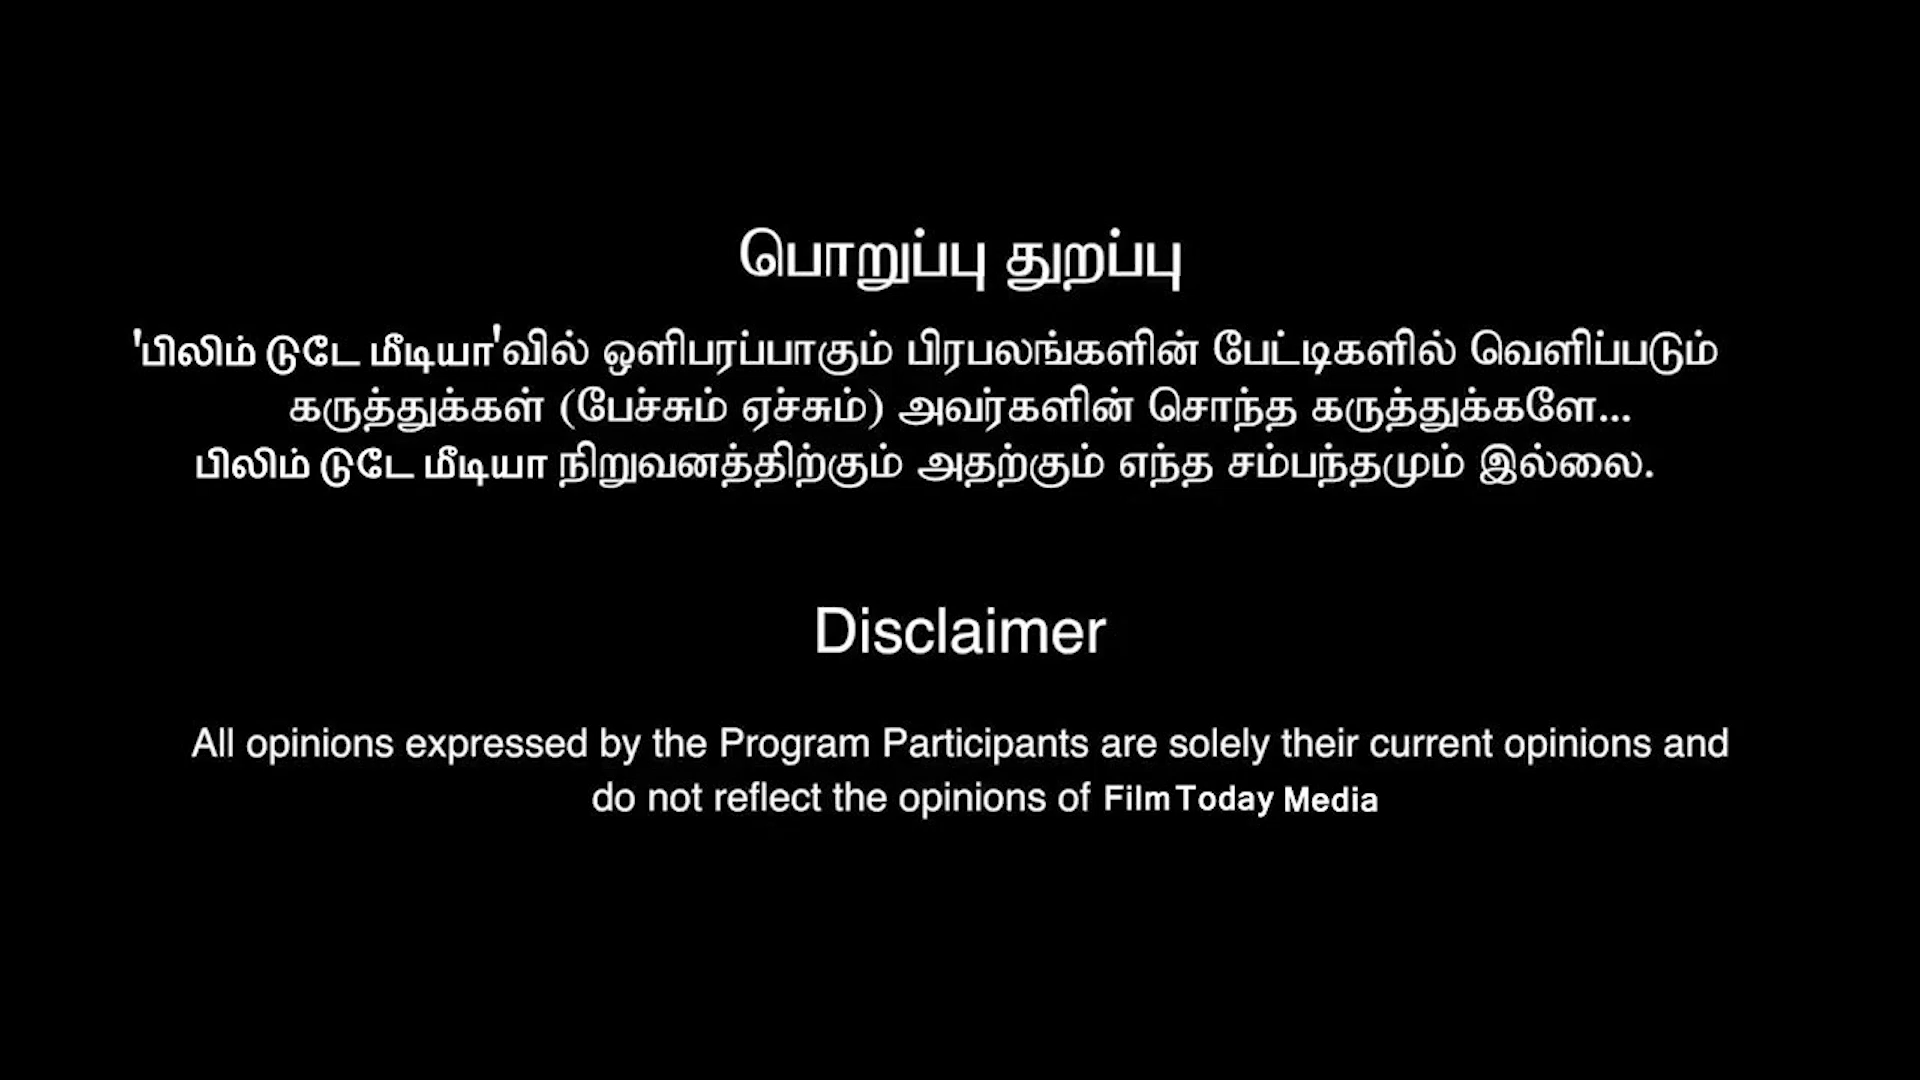 பொறுப்பு துறப்பு
'பிலிம் டுடே மீடியா'வில் ஒளிபரப்பாகும் பிரபலங்களின் பேட்டிகளில் வெளிப்படும்
கருத்துக்கள் (பேச்சும் ஏச்சும்) அவர்களின் சொந்த கருத்துக்களே...
பிலிம் டுடே மீடியா நிறுவனத்திற்கும் அதற்கும் எந்த சம்பந்தமும் இல்லை.
Disclaimer
All opinions expressed by the Program Participants are solely their current opinions and
do not reflect the opinions of Film Today Media